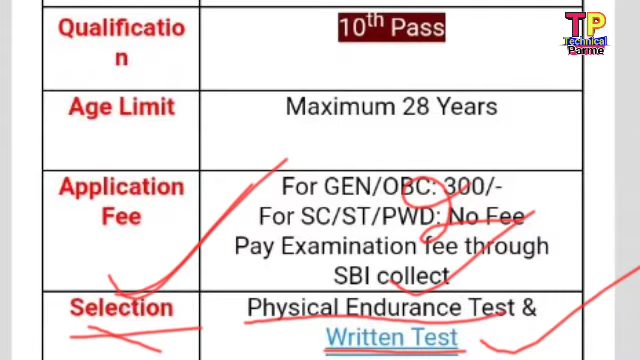 TP
Technical
Parme
Qualificatio
n
10th Pass
Age Limit
Maximum 28 Years
Application
Fee
For GEN/OBC: 300/-
For SC/ST/PWD: No Fee
Pay Examination fee through
SBI collect
Selection
Physical Endurance Test &
Written Test